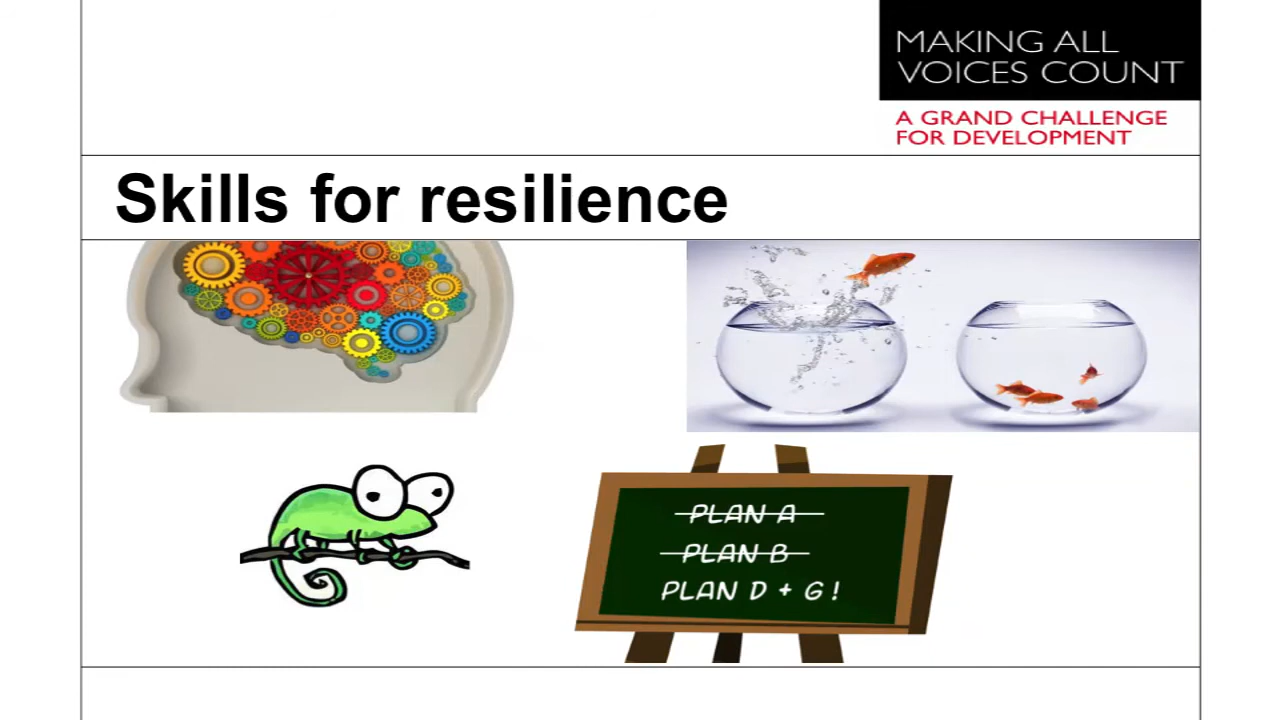 MAKING ALL
VOICES COUNT
A GRAND CHALLENGE
FOR DEVELOPMENT
Skills for resilience
PLAN A
PLAN B
PLAN D + G!